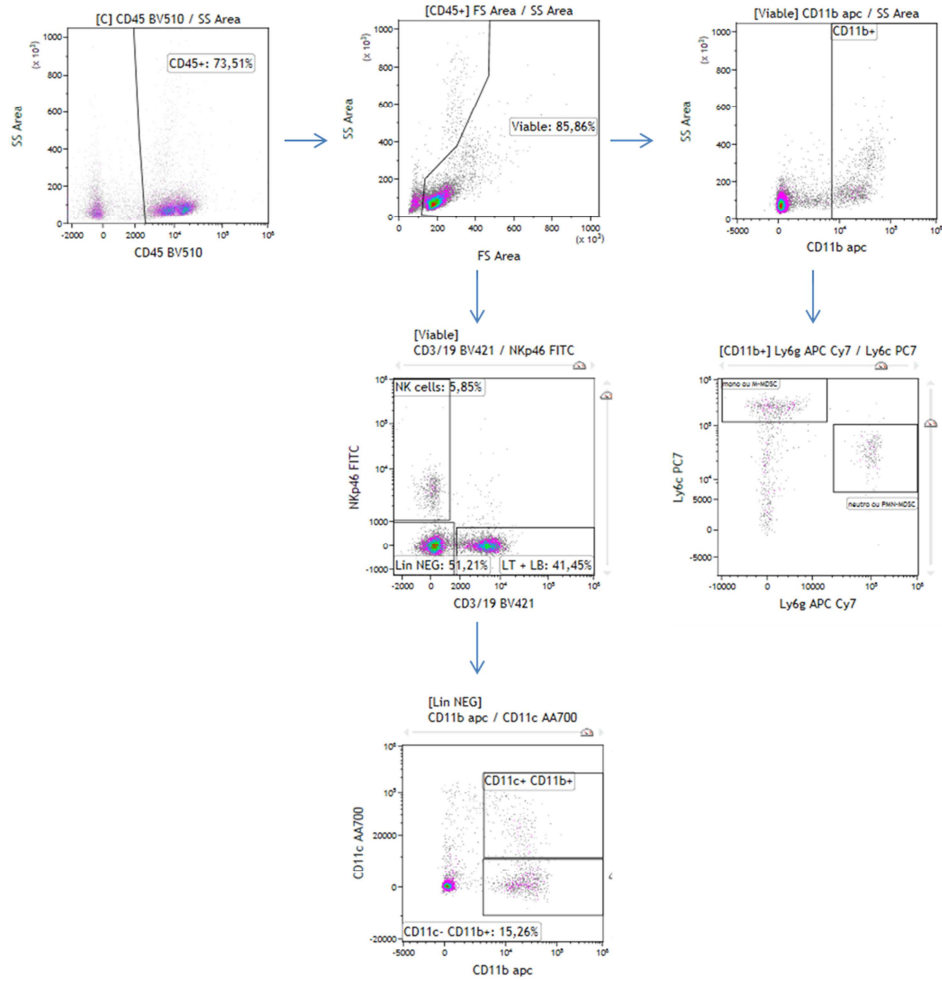 [C] CD45 BV510 / SS Area
(x 10³)
1000
800
600
400
200
0
SS Area
CD45+: 73,51%
-2000 0 2000 10⁴ 10⁵ 10⁶
CD45 BV510
[CD45+] FS Area / SS Area
(x 10³)
1000
800
600
400
200
0
SS Area
Viable: 85,86%
0 200 400 600 800 1000
(x 10³)
FS Area
[Viable] CD11b apc / SS Area
(x 10³)
1000
800
600
400
200
0
SS Area
CD11b+
-5000 0 10⁴ 10⁵ 10⁶
CD11b apc
[Viable]
CD3/19 BV421 / NKp46 FITC
10⁶
10⁵
10⁴
1000
0
-1000
NKp46 FITC
NK cells: 5,85%
Lin NEG: 51,21%
LT + LB: 41,45%
-2000 0 2000 10⁴ 10⁵ 10⁶
CD3/19 BV421
[CD11b+] Ly6g APC Cy7 / Ly6c PC7
10⁶
10⁵
10⁴
5000
0
-5000
Ly6c PC7
mono ou M-MDSC
neutro ou PMN-MDSC
-10000 0 10000 10⁵ 10⁶
Ly6g APC Cy7
[Lin NEG]
CD11b apc / CD11c AA700
10⁶
10⁵
20000
0
-20000
CD11c AA700
CD11c+ CD11b+
CD11c- CD11b+: 15,26%
-5000 0 10⁴ 10⁵ 10⁶
CD11b apc